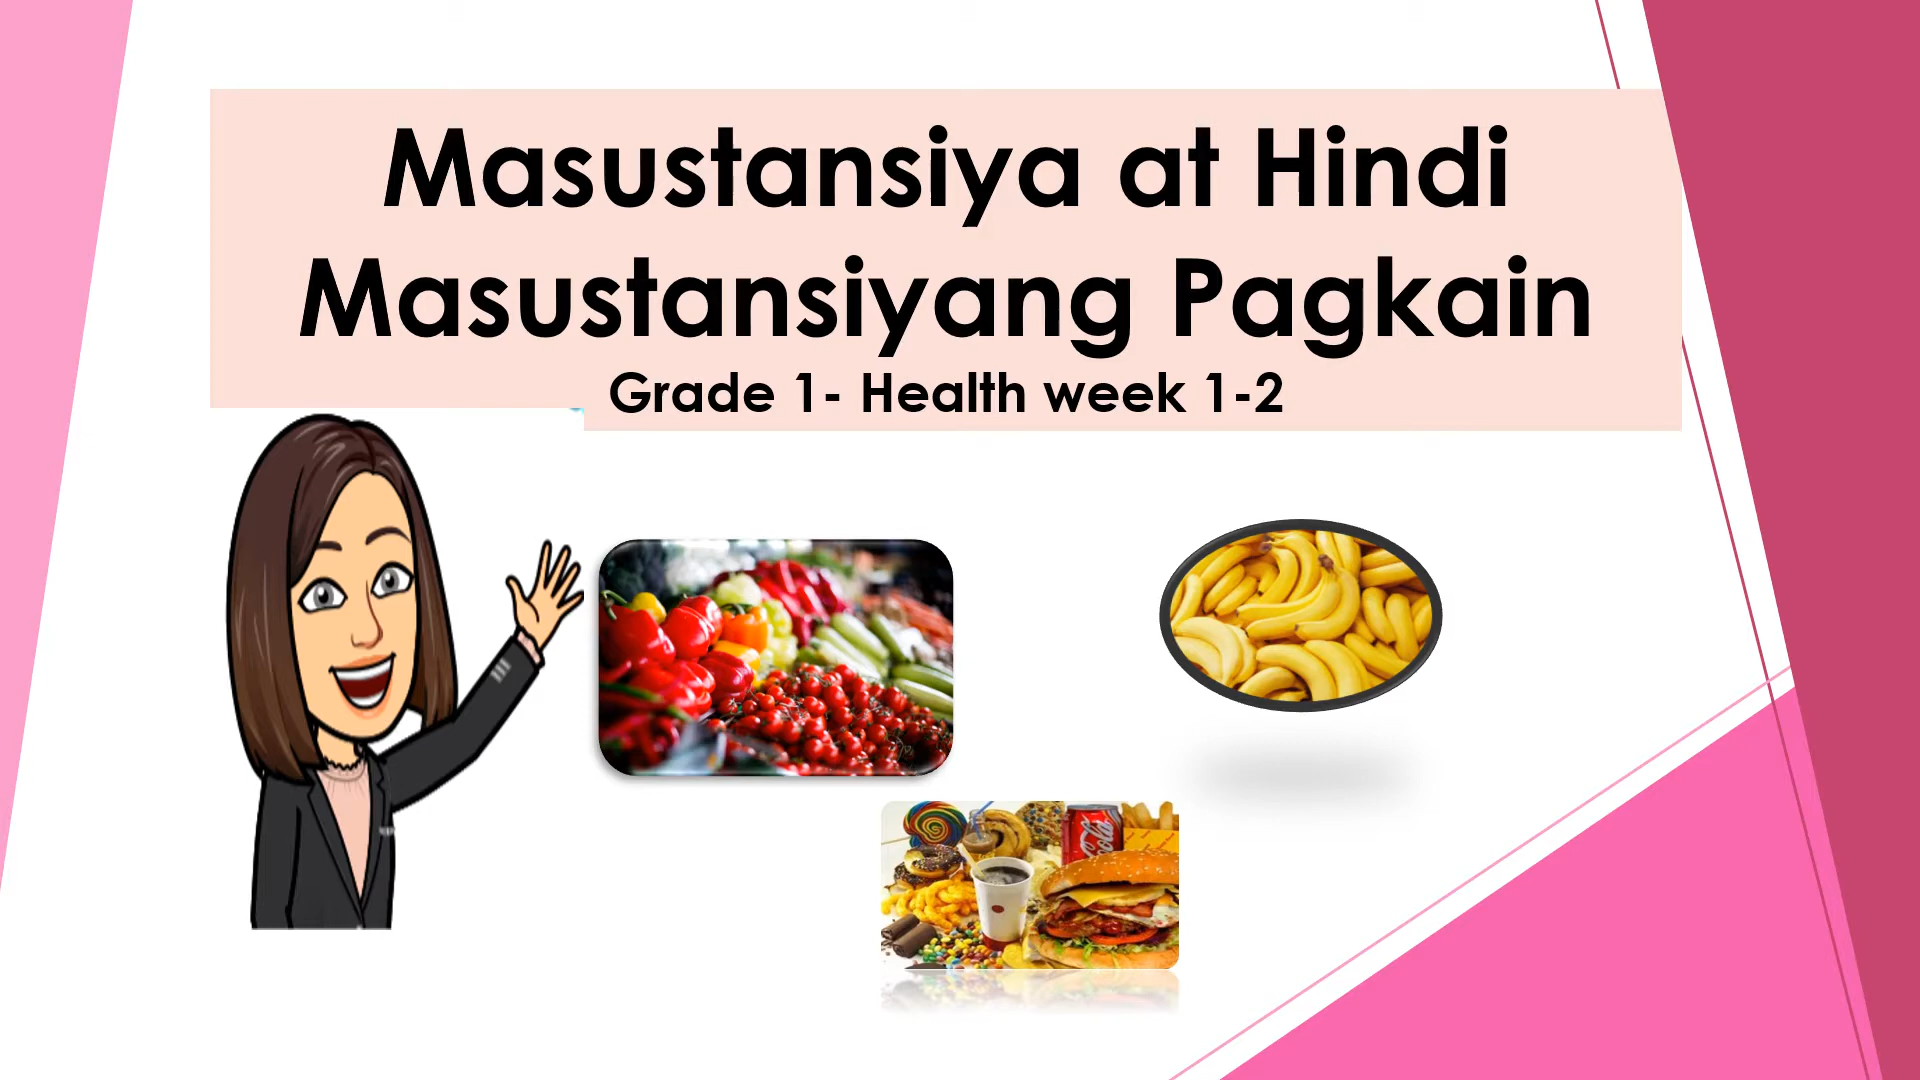 Masustansiya at Hindi
Masustansiyang Pagkain
Grade 1- Health week 1-2